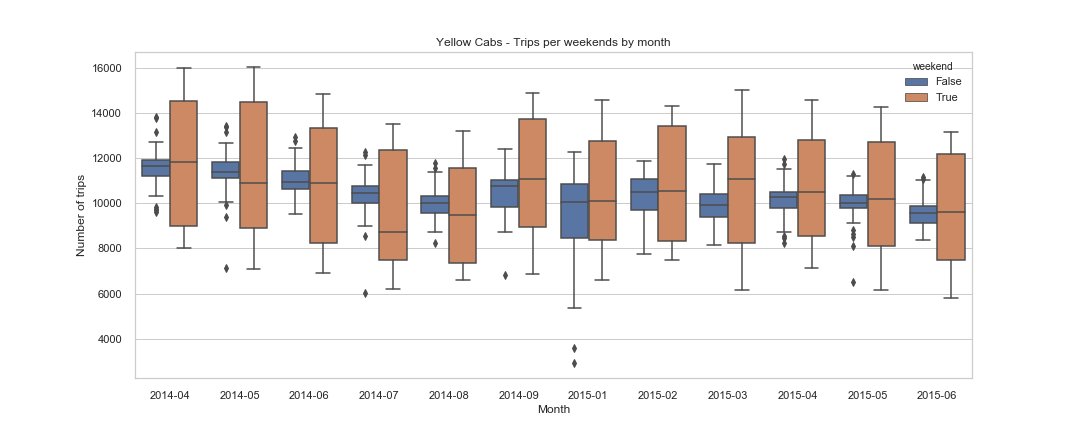 Yellow Cabs - Trips per weekends by month
weekend
False
True
Number of trips
16000
14000
12000
10000
8000
6000
4000
2014-04 2014-05 2014-06 2014-07 2014-08 2014-09 2015-01 2015-02 2015-03 2015-04 2015-05 2015-06
Month